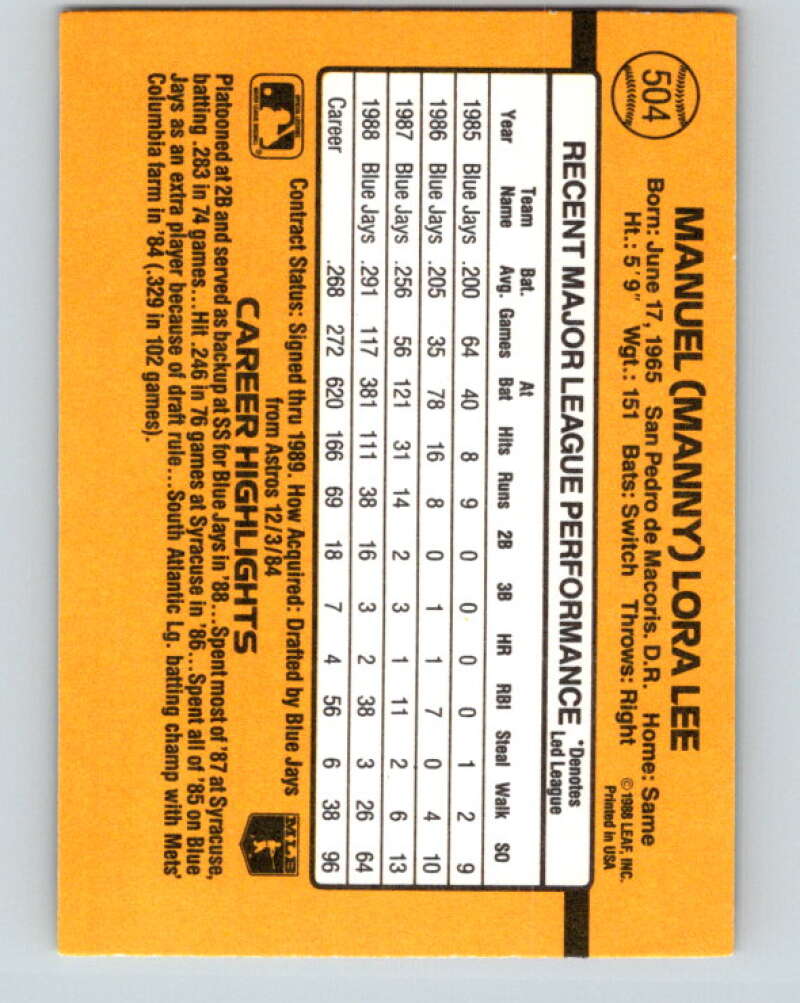 504
MANUEL (MANNY) LORA LEE
Born: June 17, 1965 San Pedro de Macoris. D.R. Home: Same
Ht.: 5'9" Wgt.: 151 Bats: Switch Throws: Right
© 1988 LEAF, INC.
Printed in USA
RECENT MAJOR LEAGUE PERFORMANCE *Denotes Led League
Year Team Name Bat. Avg. Games At Bat Hits Runs 2B 3B HR RBI Steal Walk SO
1985 Blue Jays .200 64 40 8 9 0 0 0 0 1 2 9
1986 Blue Jays .205 35 78 16 8 0 1 1 7 0 4 10
1987 Blue Jays .256 56 121 31 14 2 3 1 11 2 6 13
1988 Blue Jays .291 117 381 111 38 16 3 2 38 3 26 64
Career .268 272 620 166 69 18 7 4 56 6 38 96
Contract Status: Signed thru 1989. How Acquired: Drafted by Blue Jays
from Astros 12/3/84
MLB
CAREER HIGHLIGHTS
Platooned at 2B and served as backup at SS for Blue Jays in '88...Spent most of '87 at Syracuse,
batting .283 in 74 games...Hit .246 in 76 games at Syracuse in '86...Spent all of '85 on Blue
Jays as an extra player because of draft rule...South Atlantic Lg. batting champ with Mets'
Columbia farm in '84 (.329 in 102 games).